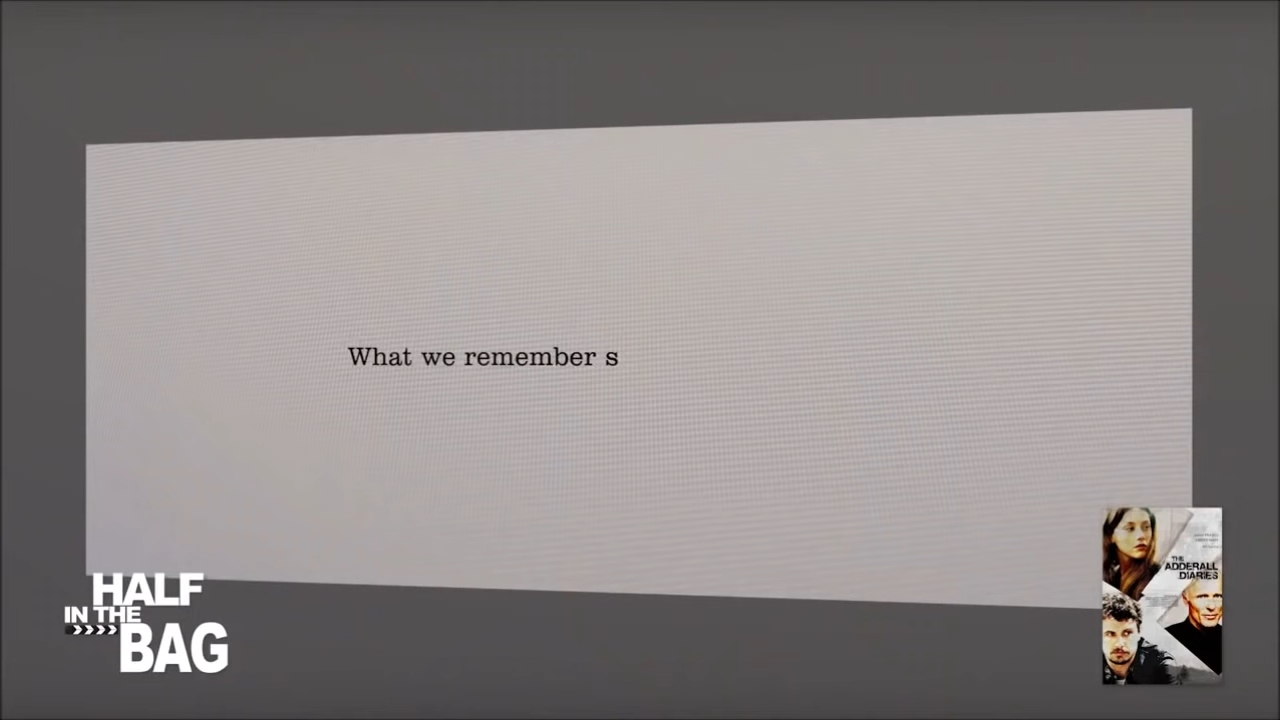 What we remember s
HALF
IN THE
BAG
THE
ADDERALL
DIARIES